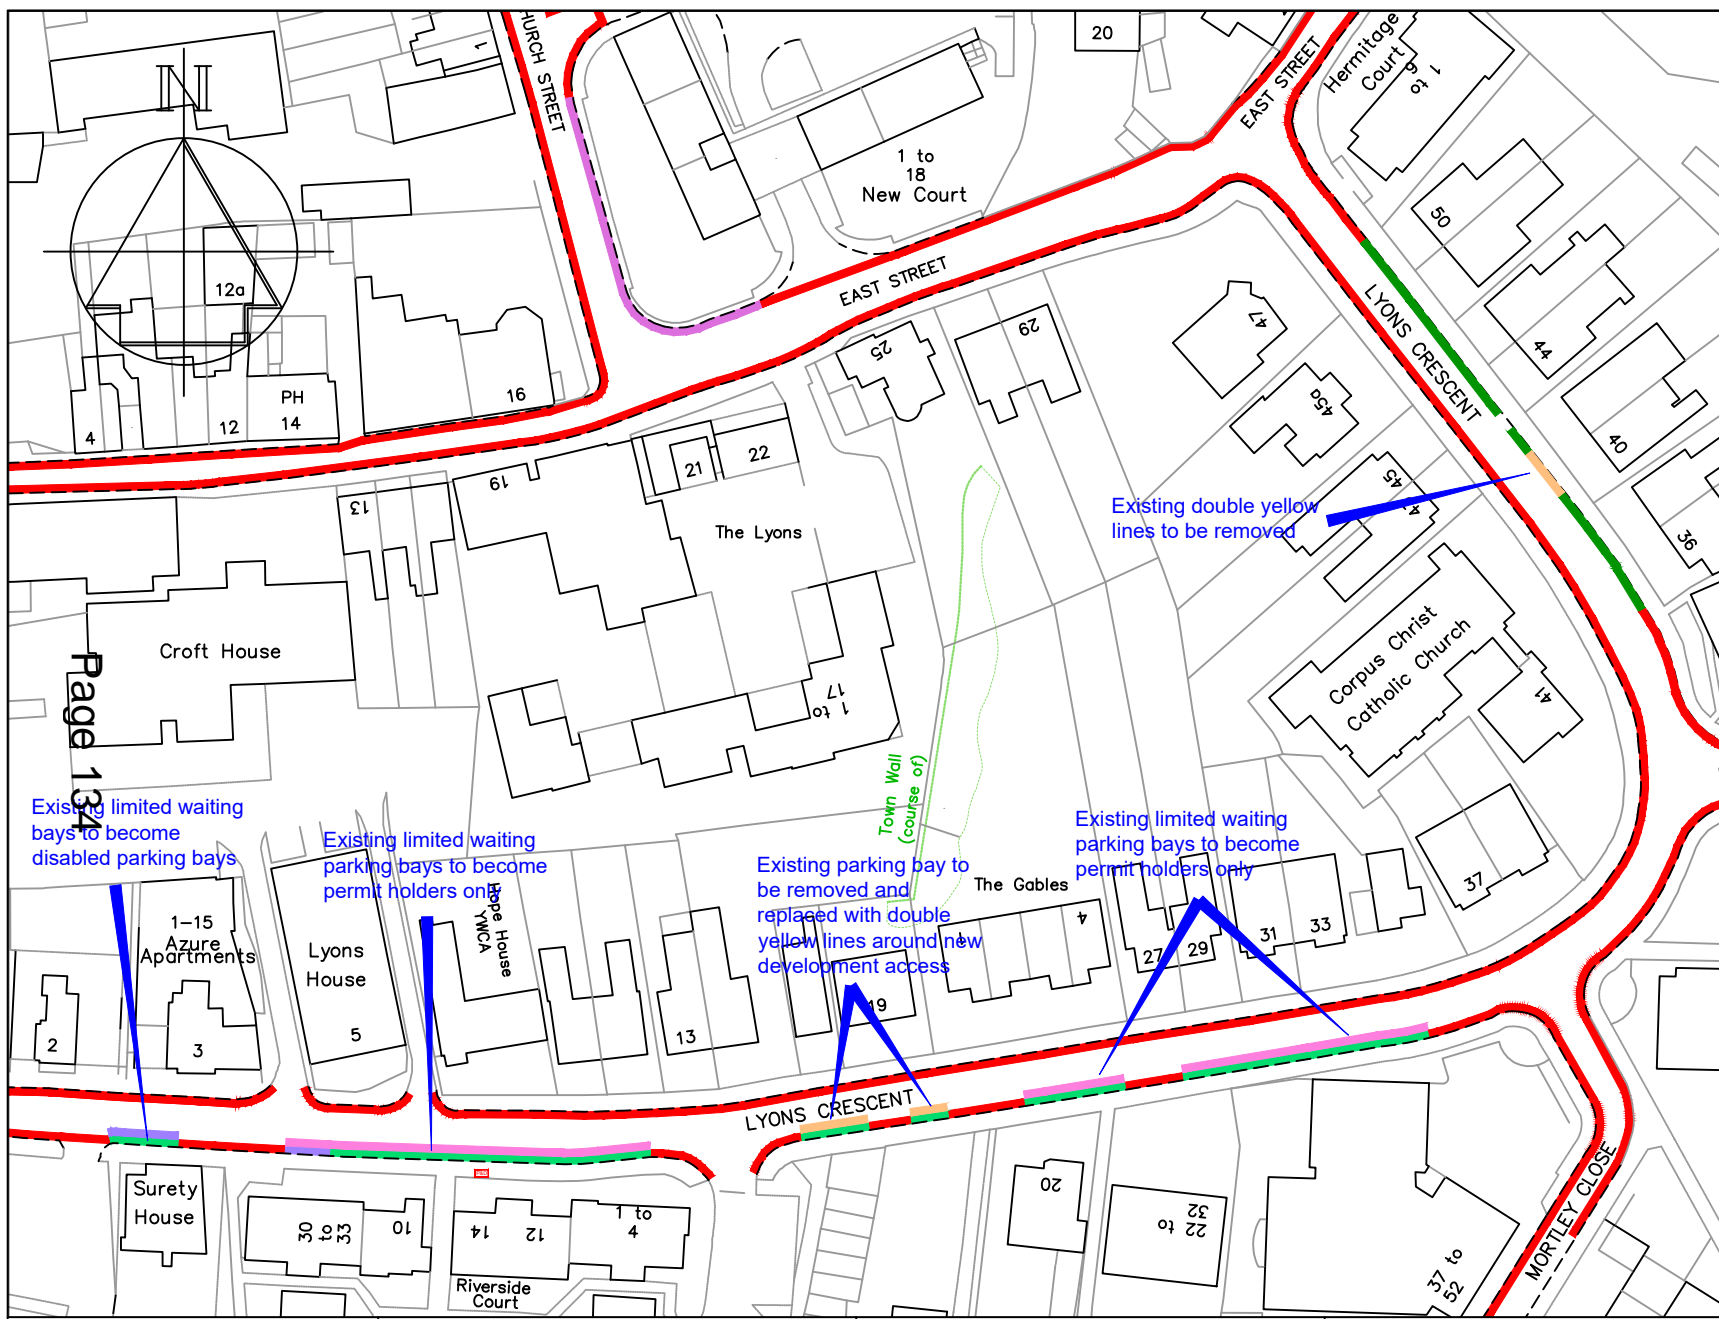 CHURCH STREET
1
20
EAST STREET
Hermitage
Court
1 to 6
N
1 to
18
New Court
50
12a
EAST STREET
LYONS CRESCENT
47
44
29
25
45a
40
PH
14
16
12
4
21
22
19
13
The Lyons
45
36
Existing double yellow
lines to be removed
Croft House
Page 134
Corpus Christ
Catholic Church
41
1 to
17
Town Wall
(course of)
Existing limited waiting
bays to become
disabled parking bays
Existing limited waiting
parking bays to become
permit holders only
Existing parking bay to
be removed and
replaced with double
yellow lines around new
development access
Existing limited waiting
parking bays to become
permit holders only
The Gables
1
4
37
1-15
Azure
Apartments
Lyons
House
5
Hope House
YWCA
27
29
31
33
2
3
13
19
LYONS CRESCENT
Surety
House
30
to
33
10
14
12
1 to
4
Riverside
Court
20
22 to
32
37 to
52
MORTLEY CLOSE